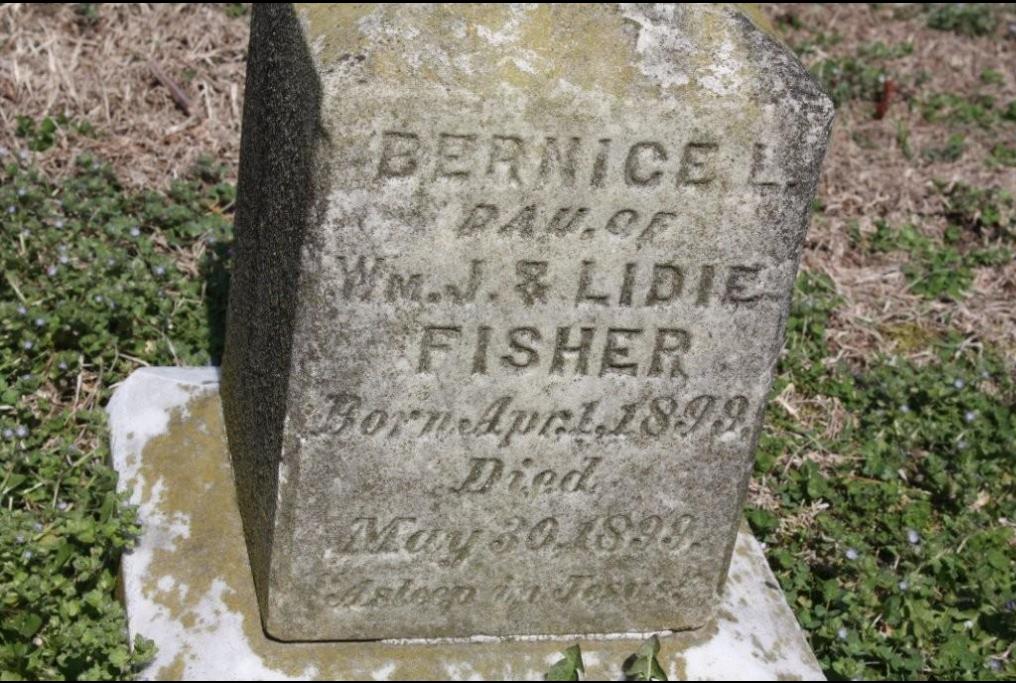 BERNICE L.
DAU. OF
WM. J. & LIDIE
FISHER
Born Apr. 1, 1899.
Died
May 30, 1899.
Asleep in Jesus.